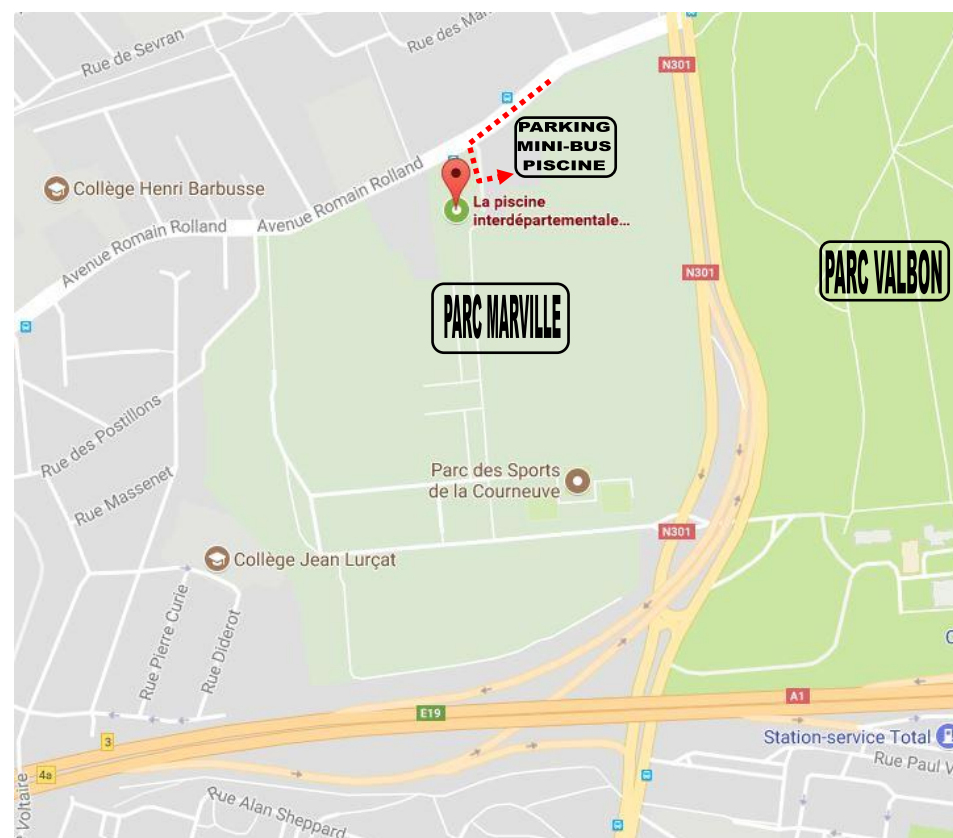 Rue de Sevran
Rue des Mar
N301
PARKING
MINI-BUS
PISCINE
Collège Henri Barbusse
Avenue Romain Rolland
Avenue Romain Rolland
La piscine
interdépartementale...
N301
PARC VALBON
PARC MARVILLE
Rue des Postillons
Rue Massenet
Parc des Sports
de la Courneuve
N301
Collège Jean Lurçat
Rue Pierre Curie
Rue Diderot
C
A1
E19
3
Station-service Total
Rue Paul V
4a
Voltaire
Rue Alan Sheppard